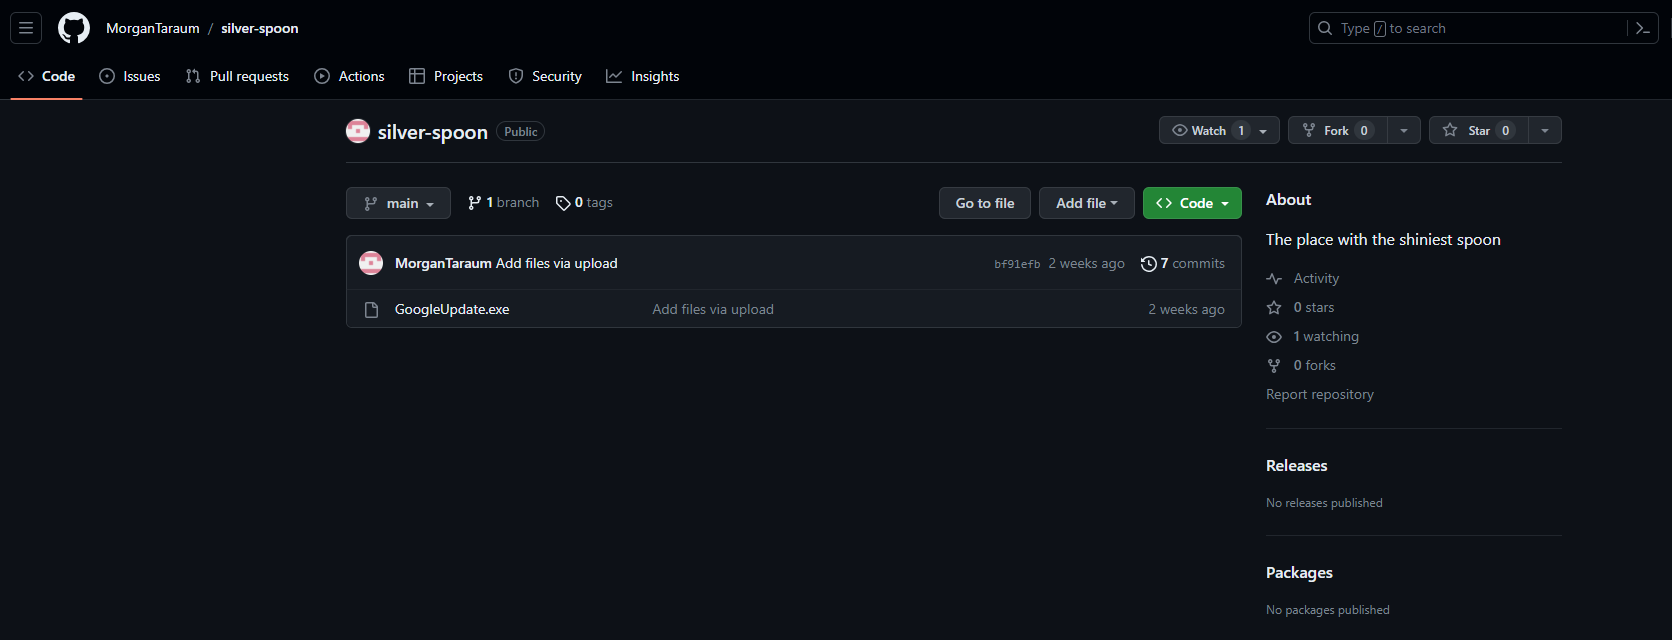 MorganTaraum / silver-spoon
Type / to search
Code Issues Pull requests Actions Projects Security Insights
silver-spoon Public
Watch 1 Fork 0 Star 0
main 1 branch 0 tags Go to file Add file Code
MorganTaraum Add files via upload bf91efb 2 weeks ago 7 commits
GoogleUpdate.exe Add files via upload 2 weeks ago
About
The place with the shiniest spoon
Activity
0 stars
1 watching
0 forks
Report repository
Releases
No releases published
Packages
No packages published